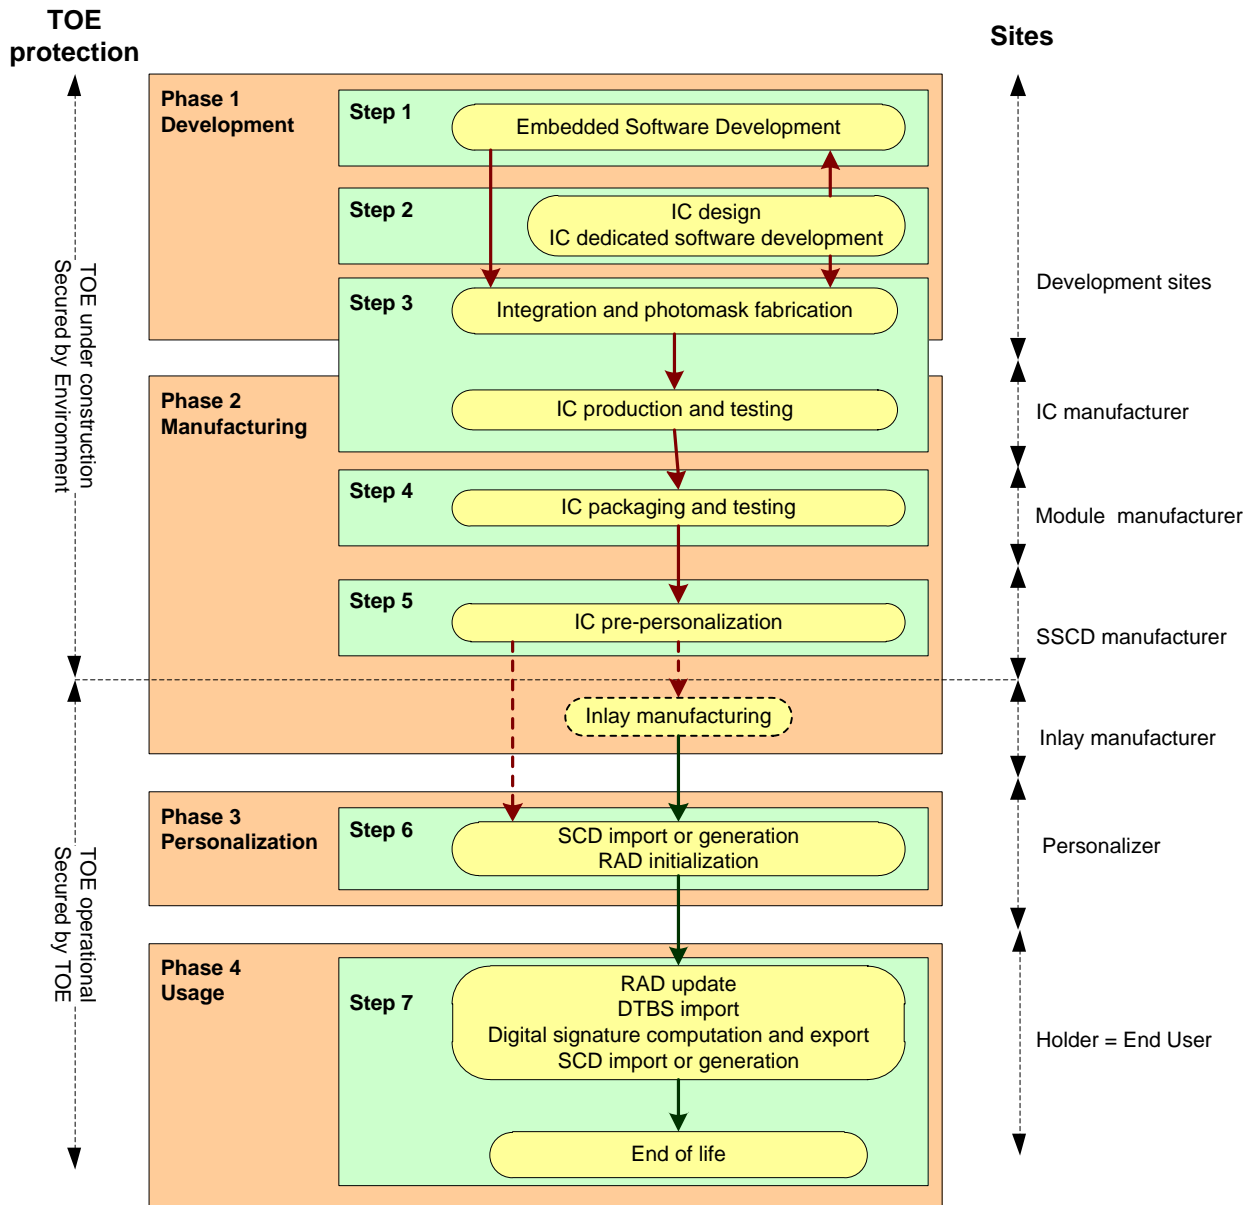 TOE
protection
Sites
Phase 1
Development
Step 1
Embedded Software Development
Step 2
IC design
IC dedicated software development
Step 3
Integration and photomask fabrication
Development sites
TOE under construction
Secured by Environment
Phase 2
Manufacturing
IC production and testing
IC manufacturer
Step 4
IC packaging and testing
Module  manufacturer
Step 5
IC pre-personalization
SSCD manufacturer
Inlay manufacturing
Inlay manufacturer
Phase 3
Personalization
Step 6
SCD import or generation
RAD initialization
Personalizer
TOE operational
Secured by TOE
Phase 4
Usage
Step 7
RAD update
DTBS import
Digital signature computation and export
SCD import or generation
Holder = End User
End of life